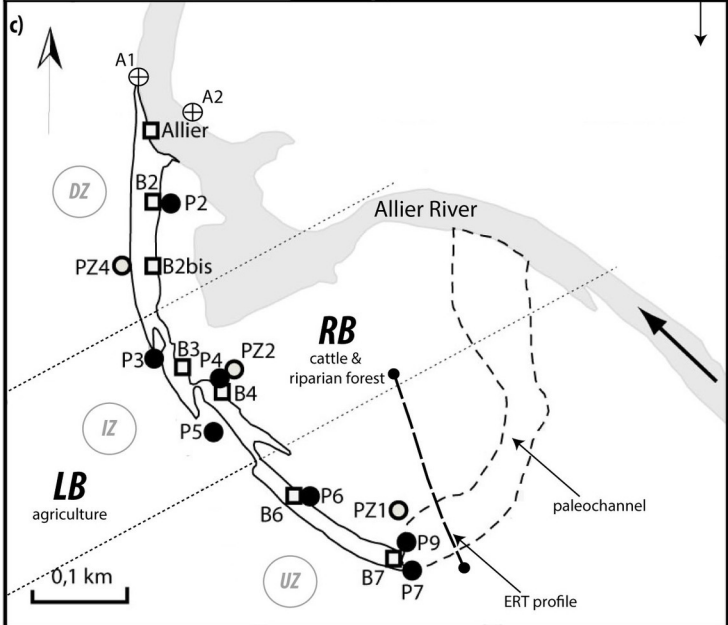 c)
A1
A2
Allier
DZ
B2
P2
Allier River
PZ4
B2bis
RB
cattle &
riparian forest
B3
P4
PZ2
P3
B4
IZ
P5
LB
agriculture
B6
P6
PZ1
paleochannel
P9
0,1 km
UZ
B7
P7
ERT profile